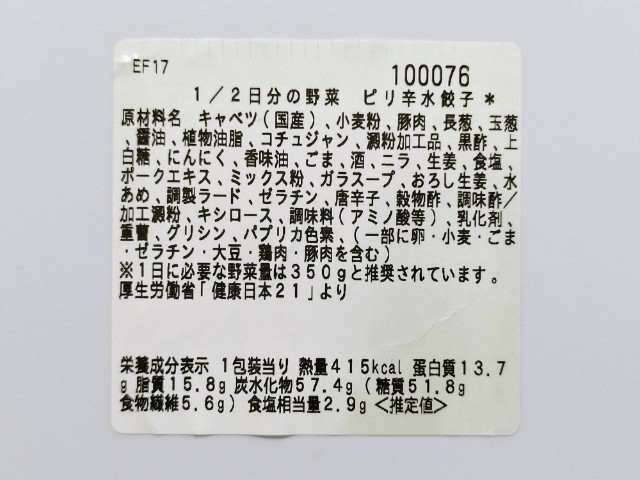 EF17
100076
1/2日分の野菜 ピリ辛水餃子*
原材料名 キャベツ(国産)、小麦粉、豚肉、長葱、玉葱
、醤油、植物油脂、コチュジャン、澱粉加工品、黒酢、上
白糖、にんにく、香味油、ごま、酒、ニラ、生姜、食塩、
ポークエキス、ミックス粉、ガラスープ、おろし生姜、水
あめ、調製ラード、ゼラチン、唐辛子、穀物酢、調味酢/
加工澱粉、キシロース、調味料(アミノ酸等)、乳化剤、
重曹、グリシン、パプリカ色素、(一部に卵・小麦・ごま
・ゼラチン・大豆・鶏肉・豚肉を含む)
※1日に必要な野菜量は350gと推奨されています。
厚生労働省「健康日本21」より
栄養成分表示 1包装当り 熱量415kcal 蛋白質13.7
g 脂質15.8g 炭水化物57.4g(糖質51.8g
食物繊維5.6g) 食塩相当量2.9g <推定値>